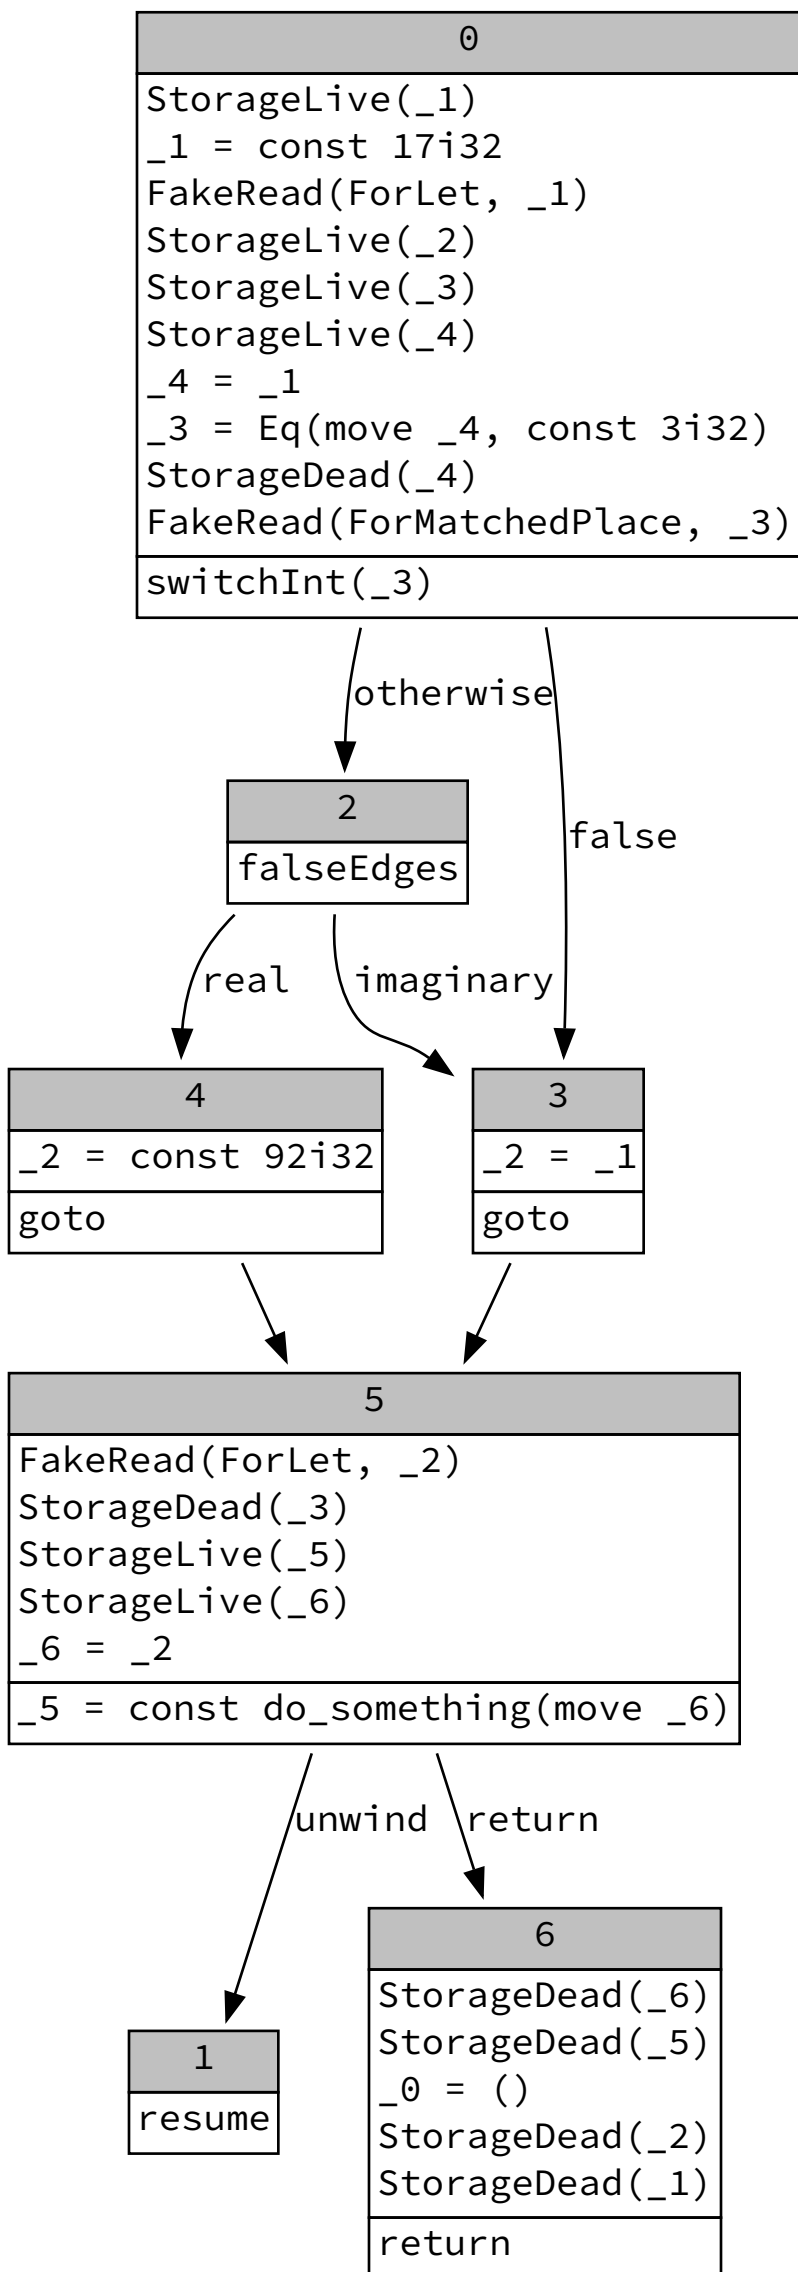 0
StorageLive(_1)
_1 = const 17i32
FakeRead(ForLet, _1)
StorageLive(_2)
StorageLive(_3)
StorageLive(_4)
_4 = _1
_3 = Eq(move _4, const 3i32)
StorageDead(_4)
FakeRead(ForMatchedPlace, _3)
switchInt(_3)
otherwise
2
falseEdges
false
real
imaginary
4
_2 = const 92i32
goto
3
_2 = _1
goto
5
FakeRead(ForLet, _2)
StorageDead(_3)
StorageLive(_5)
StorageLive(_6)
_6 = _2
_5 = const do_something(move _6)
unwind
return
1
resume
6
StorageDead(_6)
StorageDead(_5)
_0 = ()
StorageDead(_2)
StorageDead(_1)
return